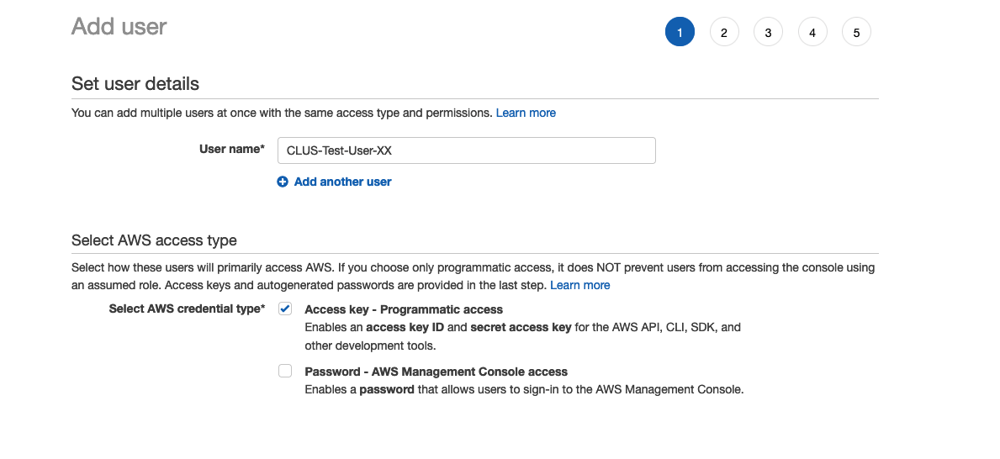 Add user
1 2 3 4 5
Set user details
You can add multiple users at once with the same access type and permissions. Learn more
User name* CLUS-Test-User-XX
Add another user
Select AWS access type
Select how these users will primarily access AWS. If you choose only programmatic access, it does NOT prevent users from accessing the console using
an assumed role. Access keys and autogenerated passwords are provided in the last step. Learn more
Select AWS credential type* Access key - Programmatic access
Enables an access key ID and secret access key for the AWS API, CLI, SDK, and
other development tools.
Password - AWS Management Console access
Enables a password that allows users to sign-in to the AWS Management Console.